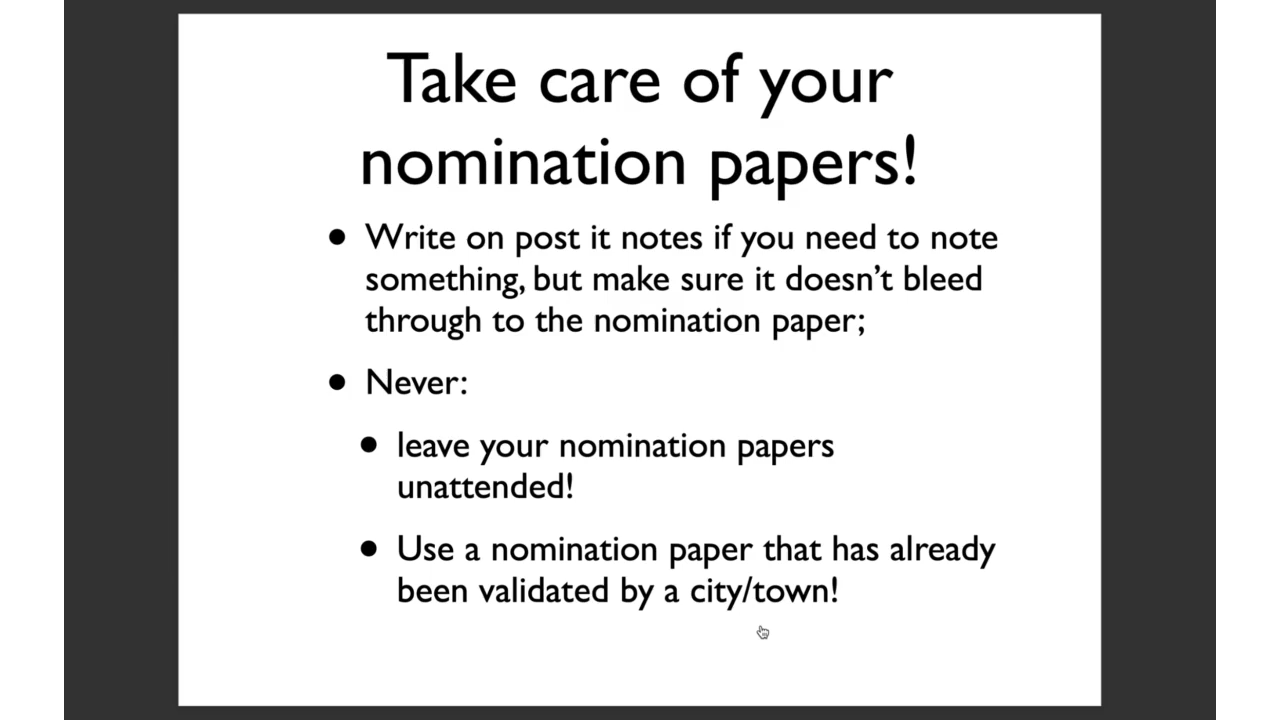 Take care of your
nomination papers!
• Write on post it notes if you need to note
something, but make sure it doesn’t bleed
through to the nomination paper;
• Never:
• leave your nomination papers
unattended!
• Use a nomination paper that has already
been validated by a city/town!